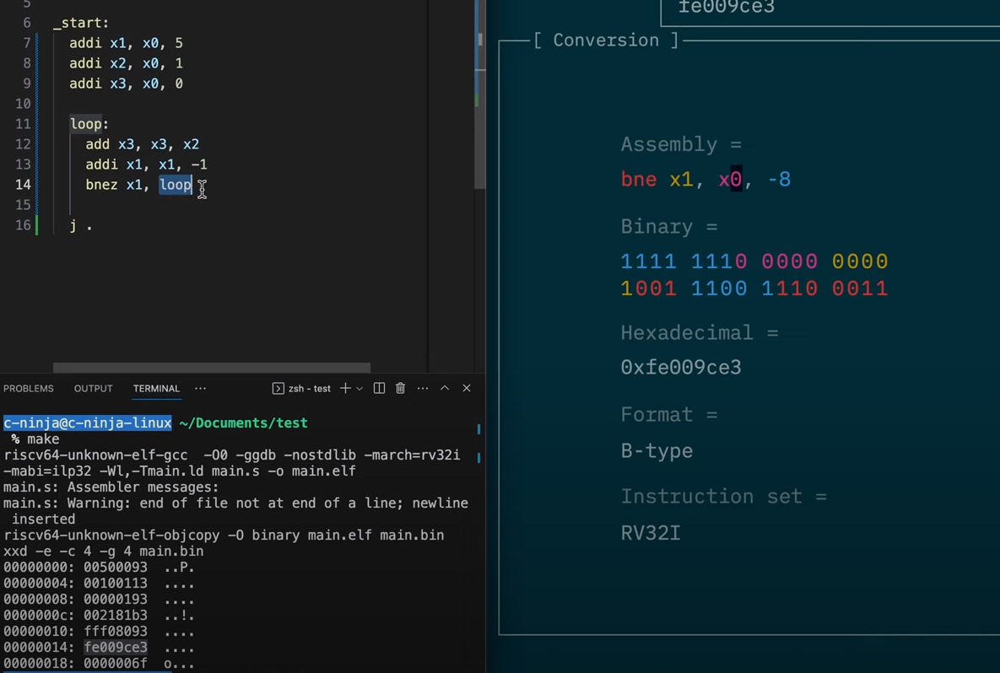 5
6 _start:
7 addi x1, x0, 5
8 addi x2, x0, 1
9 addi x3, x0, 0
10
11 loop:
12 add x3, x3, x2
13 addi x1, x1, -1
14 bnez x1, loop
15
16 j .
PROBLEMS OUTPUT TERMINAL ··· zsh - test
c-ninja@c-ninja-linux ~/Documents/test
% make
riscv64-unknown-elf-gcc -O0 -ggdb -nostdlib -march=rv32i
-mabi=ilp32 -Wl,-Tmain.ld main.s -o main.elf
main.s: Assembler messages:
main.s: Warning: end of file not at end of a line; newline
inserted
riscv64-unknown-elf-objcopy -O binary main.elf main.bin
xxd -e -c 4 -g 4 main.bin
00000000: 00500093 ..P.
00000004: 00100113 ....
00000008: 00000193 ....
0000000c: 002181b3 ..!.
00000010: fff08093 ....
00000014: fe009ce3 ....
00000018: 0000006f o...
fe009ce3
[ Conversion ]
Assembly =
bne x1, x0, -8
Binary =
1111 1110 0000 0000
1001 1100 1110 0011
Hexadecimal =
0xfe009ce3
Format =
B-type
Instruction set =
RV32I